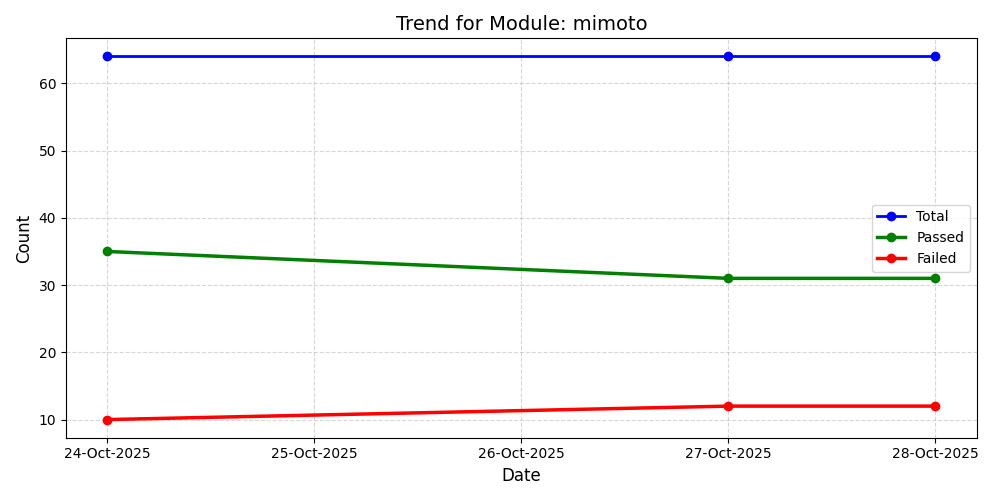 Trend for Module: mimoto
Count
60
50
40
30
20
10
Total
Passed
Failed
24-Oct-2025
25-Oct-2025
26-Oct-2025
27-Oct-2025
28-Oct-2025
Date